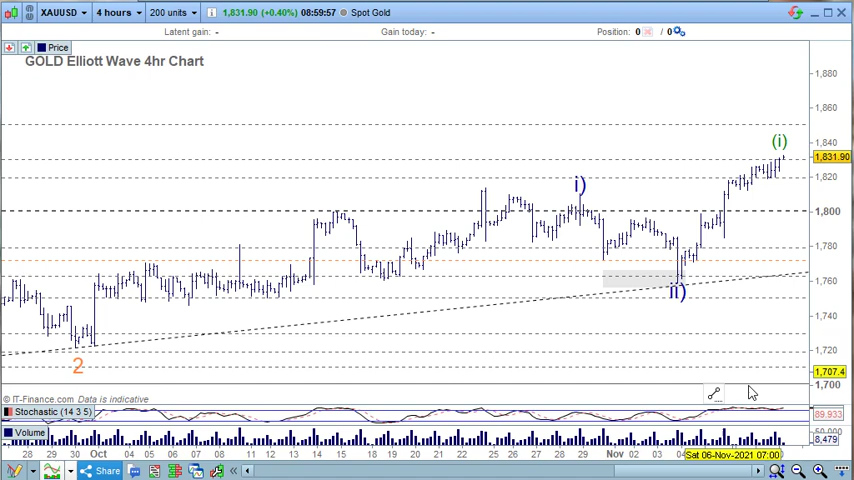 XAUUSD 4 hours 200 units 1,831.90 (+0.40%) 08:59:57 Spot Gold
Latent gain: - Gain today: - Position: 0 / 0
Price
GOLD Elliott Wave 4hr Chart
1,880
1,860
(i)
1,840
1,831.90
i)
1,820
1,800
1,780
1,760
ii)
1,740
1,720
2
1,707.4
1,700
© IT-Finance.com Data is indicative
Stochastic (14 3 5)
89.933
Volume
8,479
28 29 30 Oct 04 05 06 07 08 11 12 13 14 15 18 19 20 21 22 25 26 27 28 29 Nov 02 03 Sat 06-Nov-2021 07:00
Share